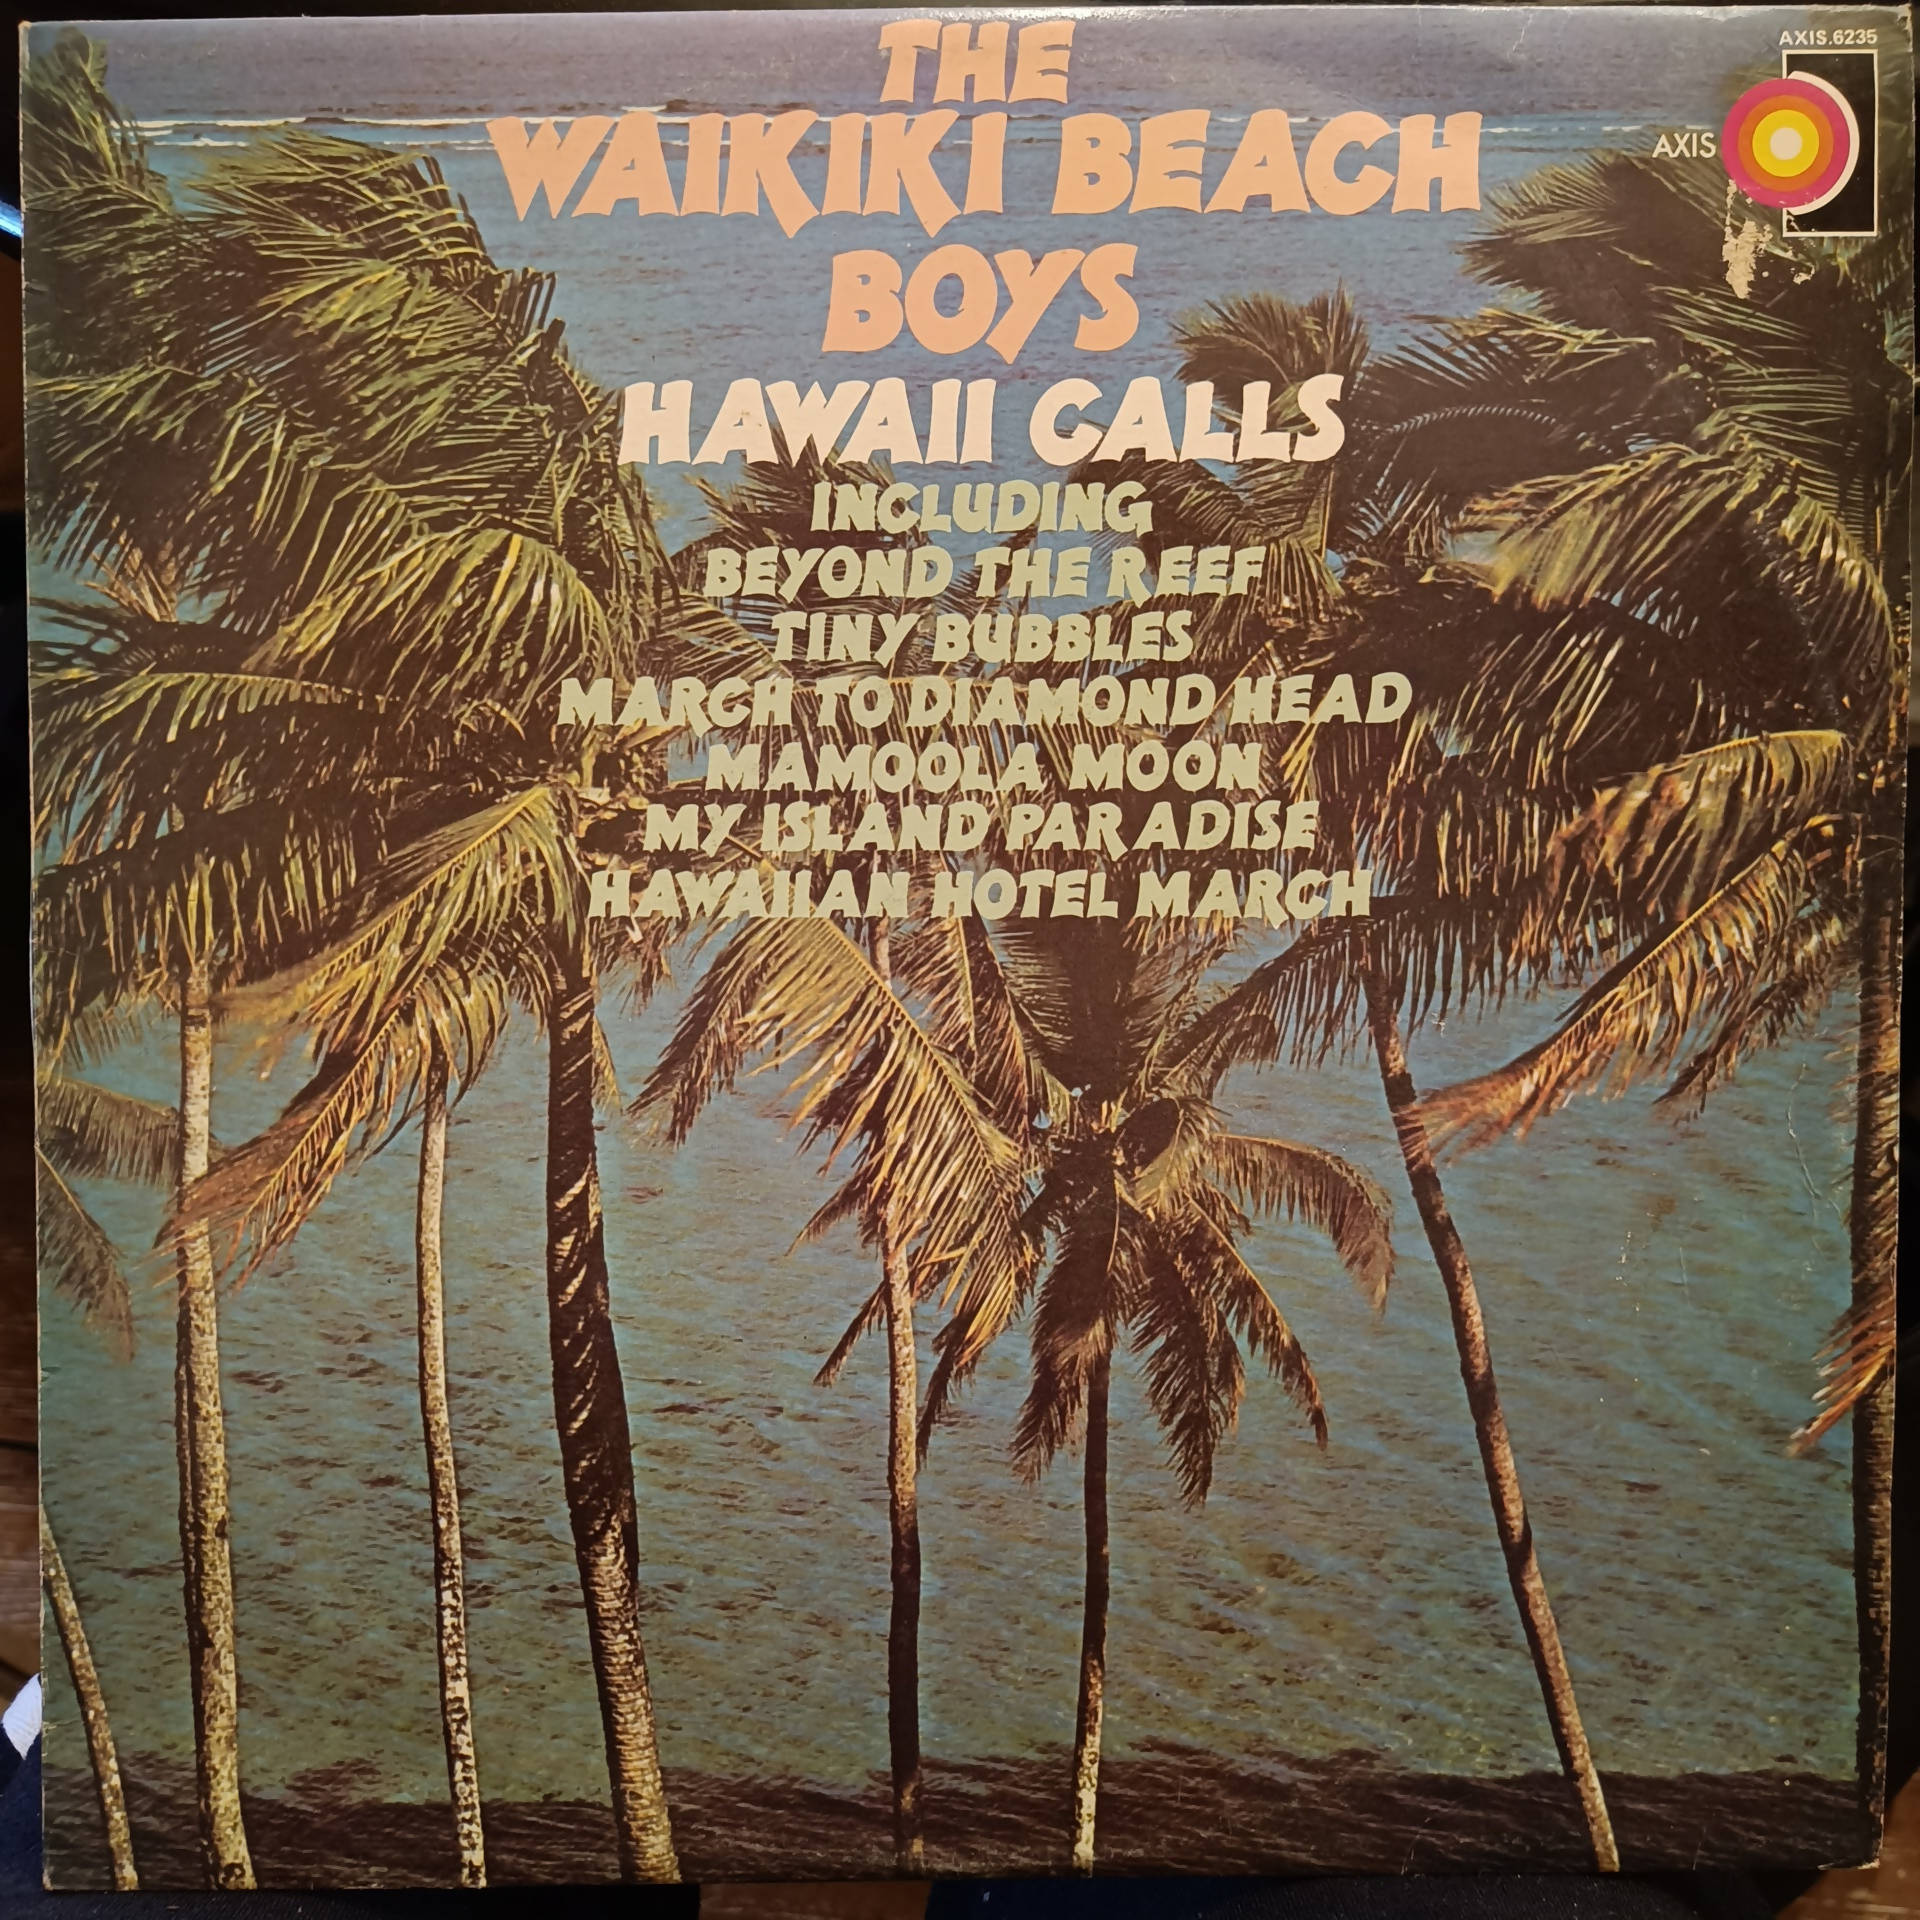 AXIS.6235
AXIS
THE
WAIKIKI BEACH
BOYS
HAWAII CALLS
INCLUDING
BEYOND THE REEF
TINY BUBBLES
MARCH TO DIAMOND HEAD
MAMOOLA MOON
MY ISLAND PARADISE
HAWAIIAN HOTEL MARCH